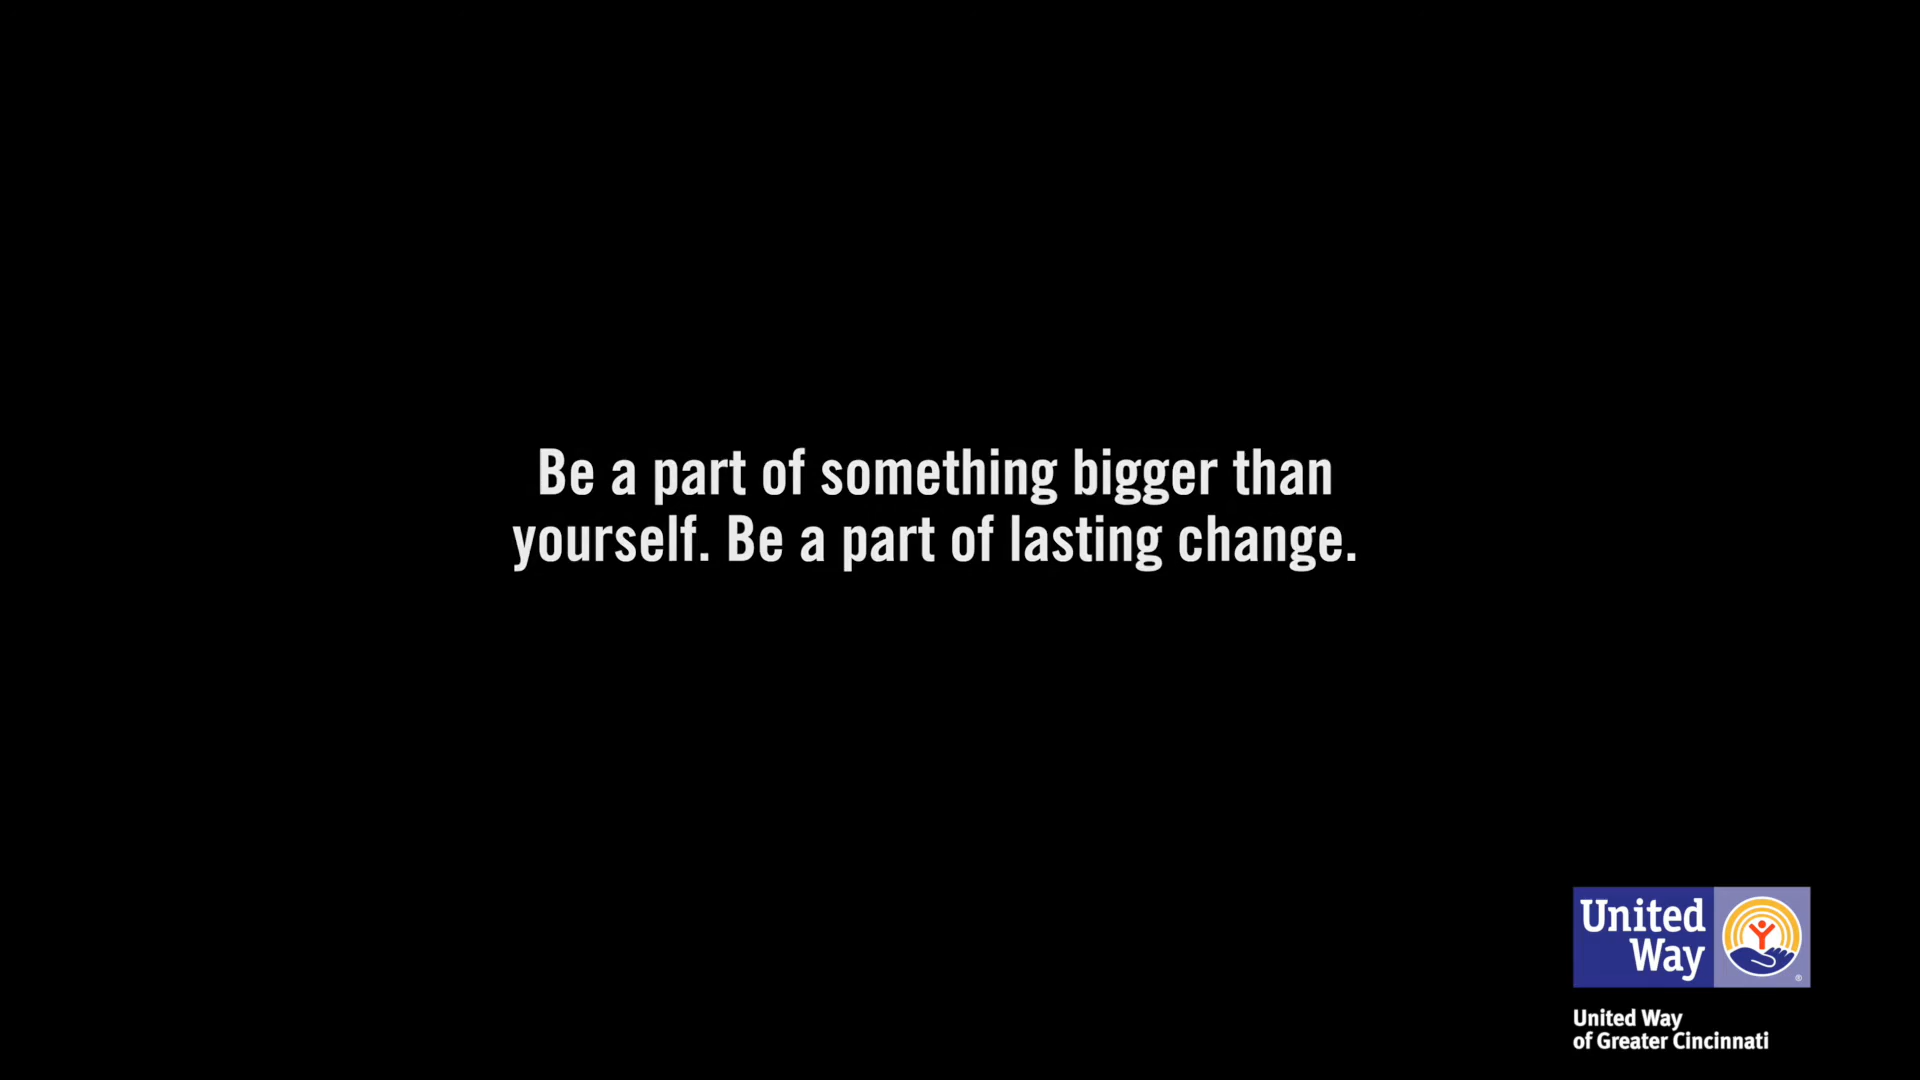 Be a part of something bigger than
yourself. Be a part of lasting change.
United
Way
®
United Way
of Greater Cincinnati